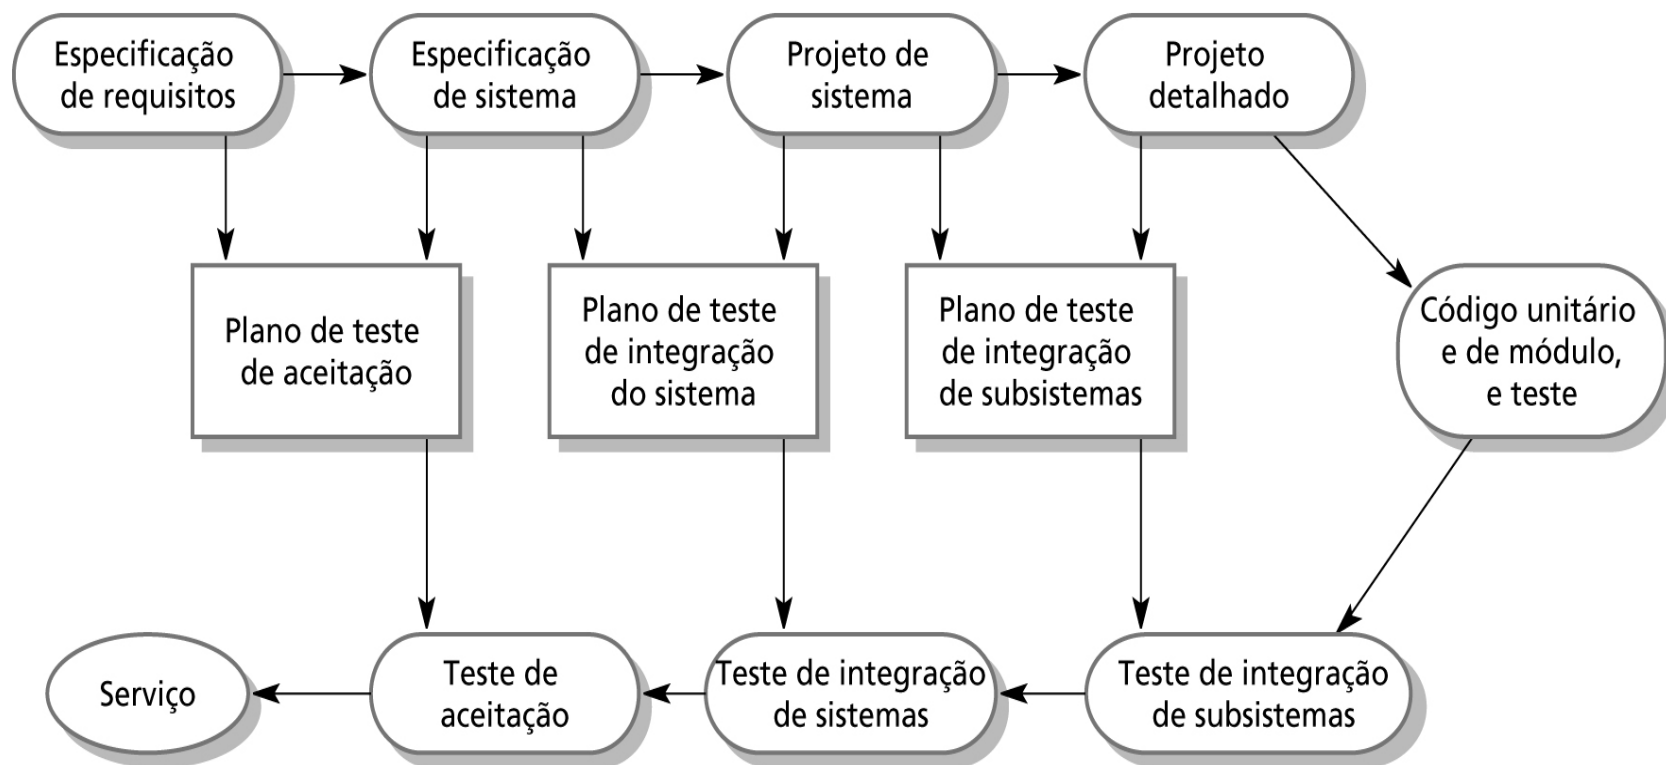 Especificação
de requisitos
Especificação
de sistema
Projeto de
sistema
Projeto
detalhado
Plano de teste
de aceitação
Plano de teste
de integração
do sistema
Plano de teste
de integração
de subsistemas
Código unitário
e de módulo,
e teste
Serviço
Teste de
aceitação
Teste de integração
de sistemas
Teste de integração
de subsistemas